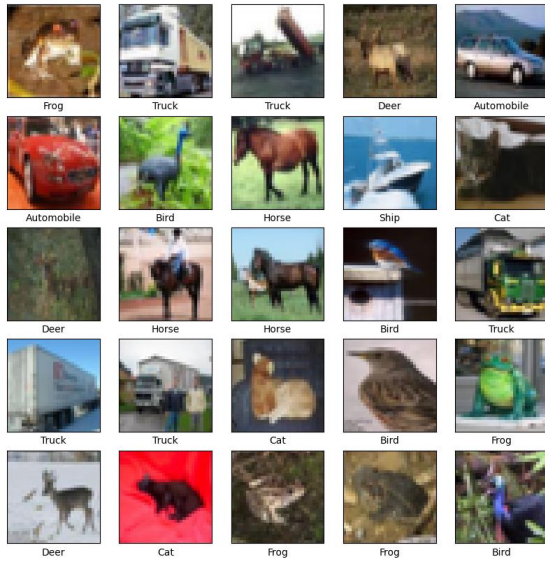 Frog Truck Truck Deer Automobile
Automobile Bird Horse Ship Cat
Deer Horse Horse Bird Truck
Truck Truck Cat Bird Frog
Deer Cat Frog Frog Bird